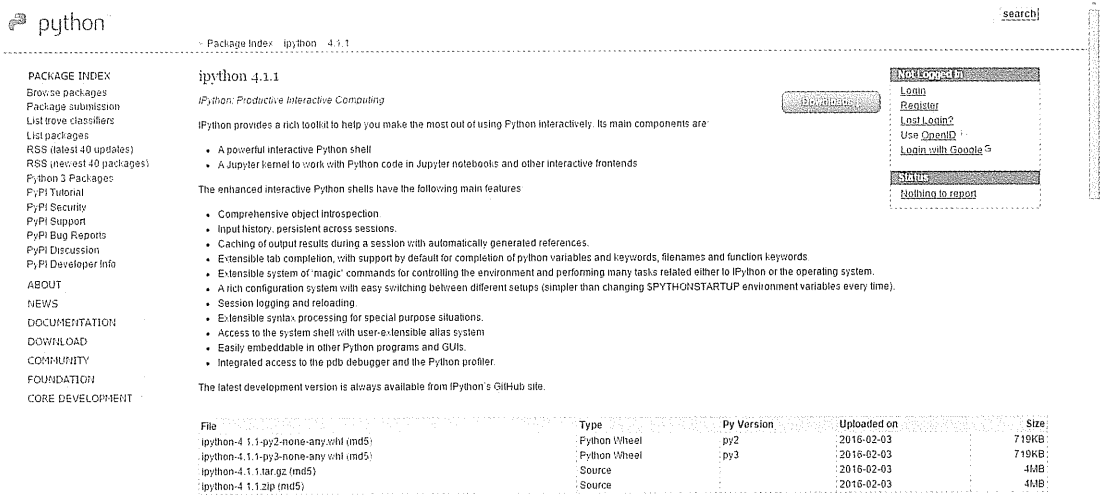 python
search
Package Index ipython 4.1.1
PACKAGE INDEX
Browse packages
Package submission
List trove classifiers
List packages
RSS (latest 40 updates)
RSS (newest 40 packages)
Python 3 Packages
PyPI Tutorial
PyPI Security
PyPI Support
PyPI Bug Reports
PyPI Discussion
PyPI Developer Info
ABOUT
NEWS
DOCUMENTATION
DOWNLOAD
COMMUNITY
FOUNDATION
CORE DEVELOPMENT
ipython 4.1.1
IPython: Productive Interactive Computing
Downloads ↓
IPython provides a rich toolkit to help you make the most out of using Python interactively. Its main components are:
• A powerful interactive Python shell
• A Jupyter kernel to work with Python code in Jupyter notebooks and other interactive frontends
The enhanced interactive Python shells have the following main features
• Comprehensive object introspection
• Input history, persistent across sessions.
• Caching of output results during a session with automatically generated references.
• Extensible tab completion, with support by default for completion of python variables and keywords, filenames and function keywords
• Extensible system of 'magic' commands for controlling the environment and performing many tasks related either to IPython or the operating system.
• A rich configuration system with easy switching between different setups (simpler than changing $PYTHONSTARTUP environment variables every time).
• Session logging and reloading.
• Extensible syntax processing for special purpose situations.
• Access to the system shell with user-extensible alias system
• Easily embeddable in other Python programs and GUIs.
• Integrated access to the pdb debugger and the Python profiler.
The latest development version is always available from IPython's GitHub site.
Not Logged In
Login
Register
Lost Login?
Use OpenID
Login with Google G
Status
Nothing to report
File Type Py Version Uploaded on Size
ipython-4.1.1-py2-none-any.whl (md5) Python Wheel py2 2016-02-03 719KB
ipython-4.1.1-py3-none-any.whl (md5) Python Wheel py3 2016-02-03 719KB
ipython-4.1.1.tar.gz (md5) Source 2016-02-03 4MB
ipython-4.1.1.zip (md5) Source 2016-02-03 4MB